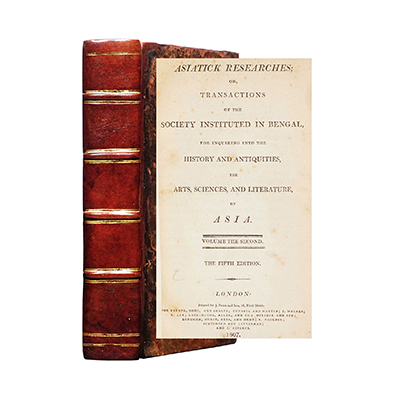 ASIATICK RESEARCHES;
OR,
TRANSACTIONS
OF THE
SOCIETY INSTITUTED IN BENGAL,
FOR INQUIRING INTO THE
HISTORY AND ANTIQUITIES,
THE
ARTS, SCIENCES, AND LITERATURE,
OF
ASIA.
VOLUME THE SECOND.
THE FIFTH EDITION.
LONDON:
1807.